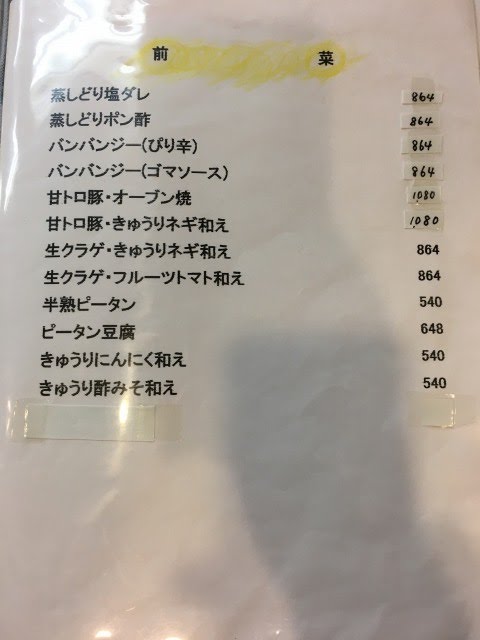 前 菜
蒸しどり塩ダレ 864
蒸しどりポン酢 864
バンバンジー(ぴり辛) 864
バンバンジー(ゴマソース) 864
甘トロ豚・オーブン焼 1,080
甘トロ豚・きゅうりネギ和え 1,080
生クラゲ・きゅうりネギ和え 864
生クラゲ・フルーツトマト和え 864
半熟ピータン 540
ピータン豆腐 648
きゅうりにんにく和え 540
きゅうり酢みそ和え 540